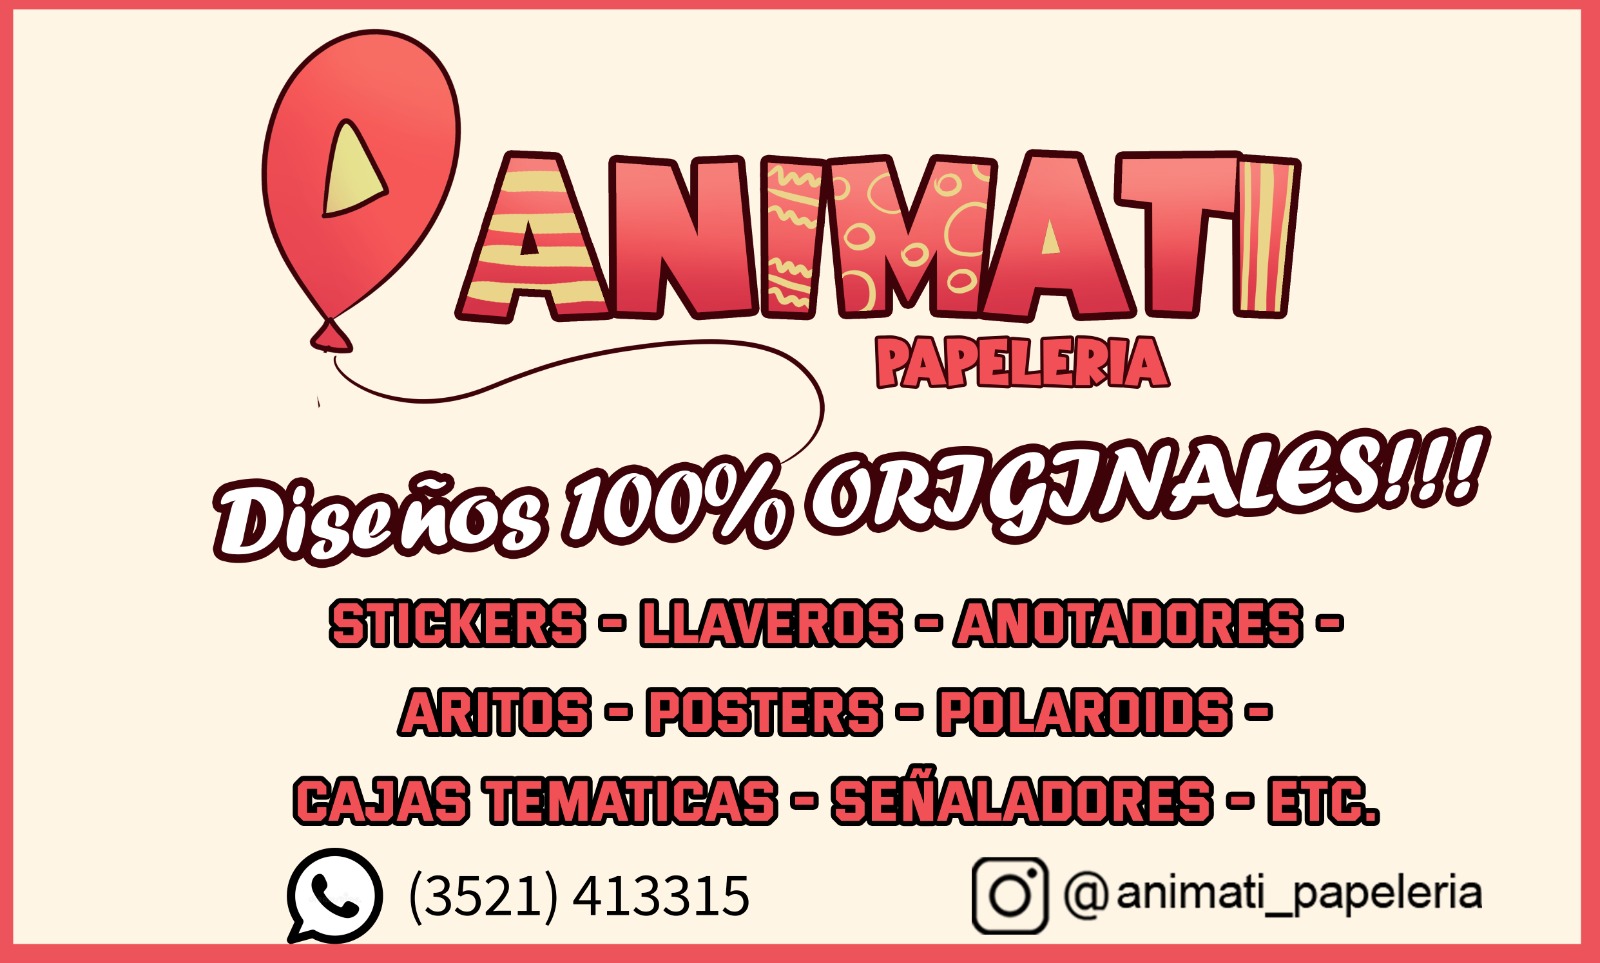 ANIMATI
PAPELERIA
Diseños 100% ORIGINALES!!!
STICKERS - LLAVEROS - ANOTADORES -
ARITOS - POSTERS - POLAROIDS -
CAJAS TEMATICAS - SEÑALADORES - ETC.
(3521) 413315
@animati_papeleria